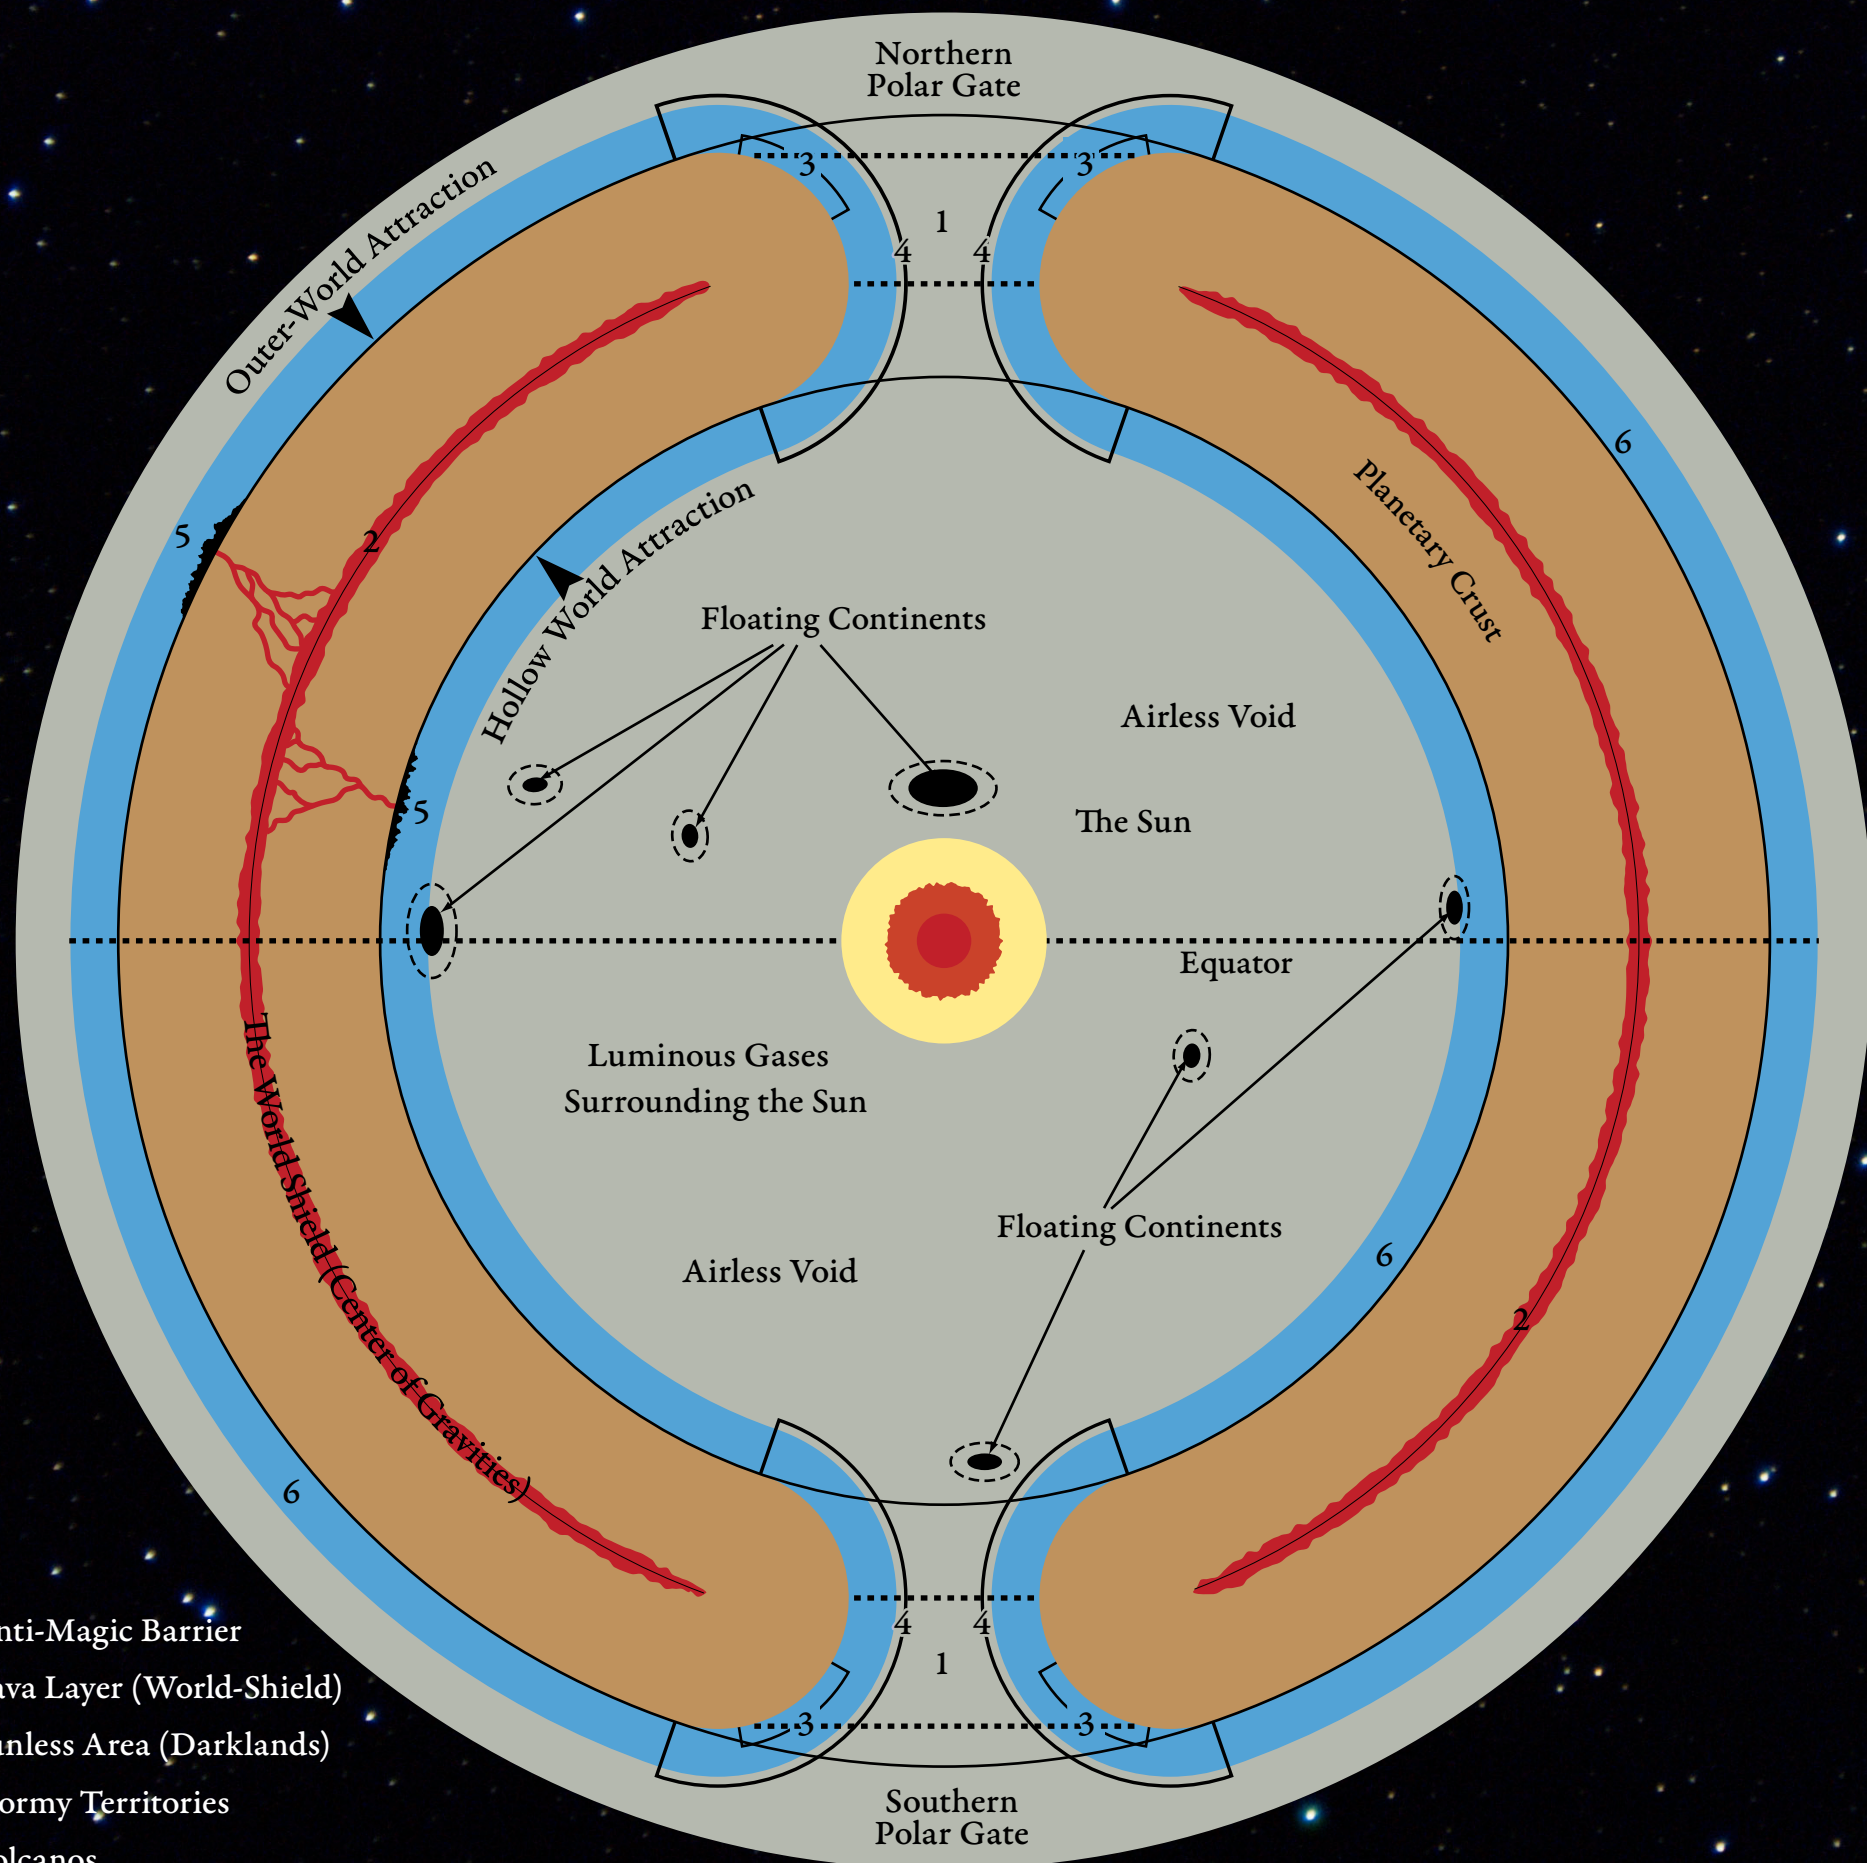 Northern
Polar Gate
3
3
1
4
4
Outer-World Attraction
6
Planetary Crust
Hollow World Attraction
5
2
Floating Continents
Airless Void
5
The Sun
Equator
Luminous Gases
Surrounding the Sun
The World Shield (Center of Gravities)
Floating Continents
6
Airless Void
2
6
4
4
1
3
3
Southern
Polar Gate
nti-Magic Barrier
ava Layer (World-Shield)
unless Area (Darklands)
ormy Territories
olcanos